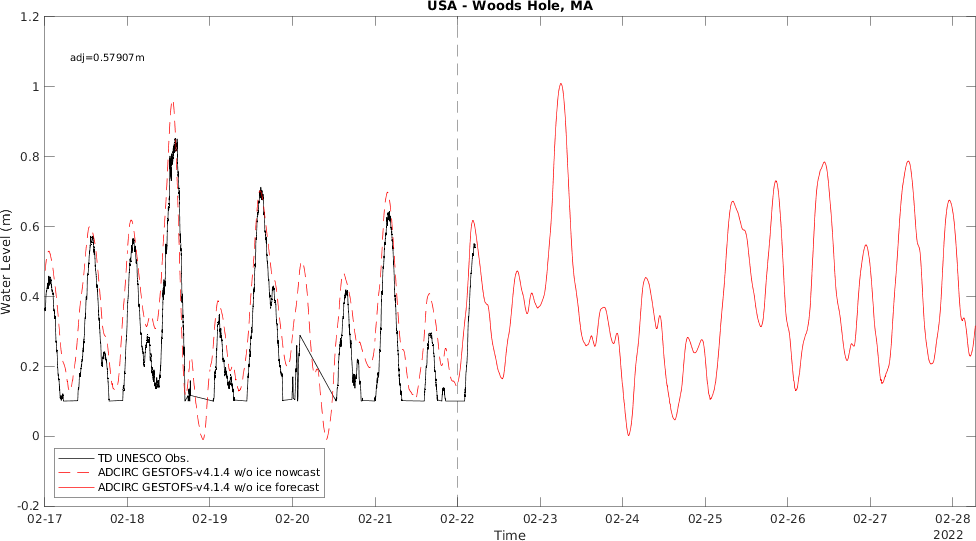 USA - Woods Hole, MA
1.2
1
0.8
0.6
0.4
0.2
0
-0.2
Water Level (m)
adj=0.57907m
TD UNESCO Obs.
ADCIRC GESTOFS-v4.1.4 w/o ice nowcast
ADCIRC GESTOFS-v4.1.4 w/o ice forecast
02-17 02-18 02-19 02-20 02-21 02-22 02-23 02-24 02-25 02-26 02-27 02-28
2022
Time